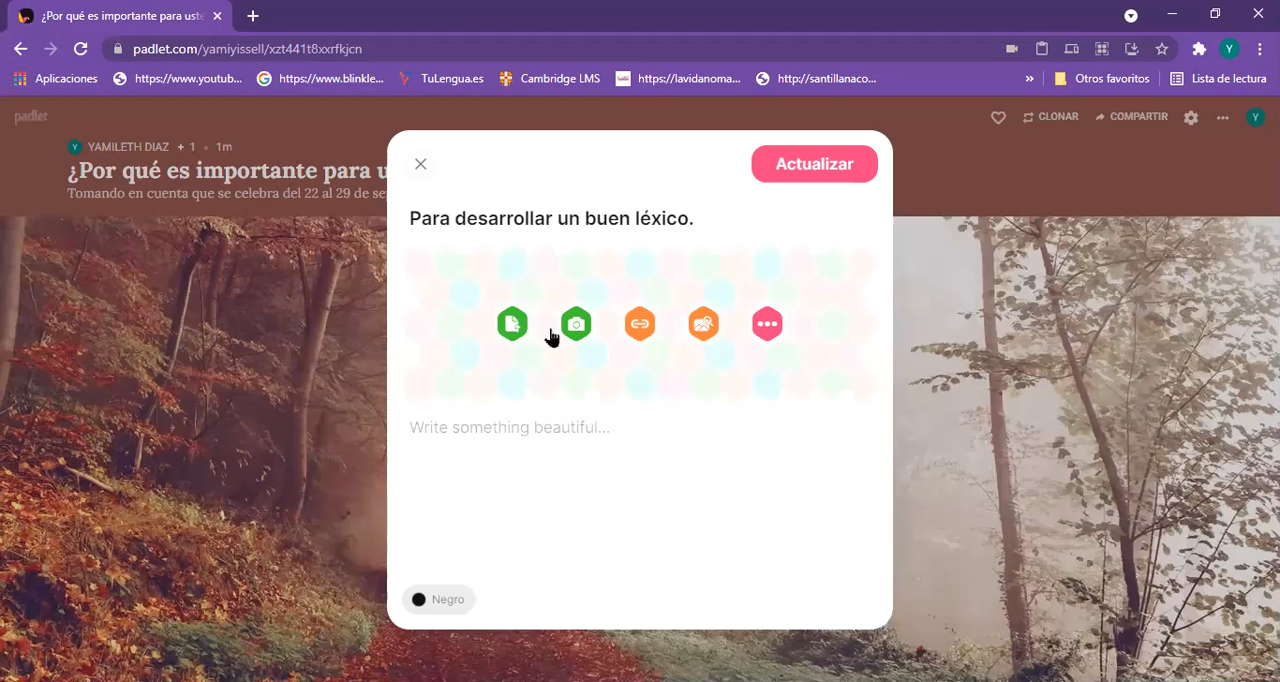 ¿Por qué es importante para uste
padlet.com/yamiyissell/xzt441t8xxrfkjcn
Y
Aplicaciones
https://www.youtub...
https://www.blinkle...
TuLengua.es
Cambridge LMS
https://lavidanoma...
http://santillanaco...
»
Otros favoritos
Lista de lectura
padlet
CLONAR
COMPARTIR
Y
Y YAMILETH DIAZ + 1 1m
¿Por qué es importante para u
Tomando en cuenta que se celebra del 22 al 29 de sep
Actualizar
Para desarrollar un buen léxico.
Write something beautiful...
Negro